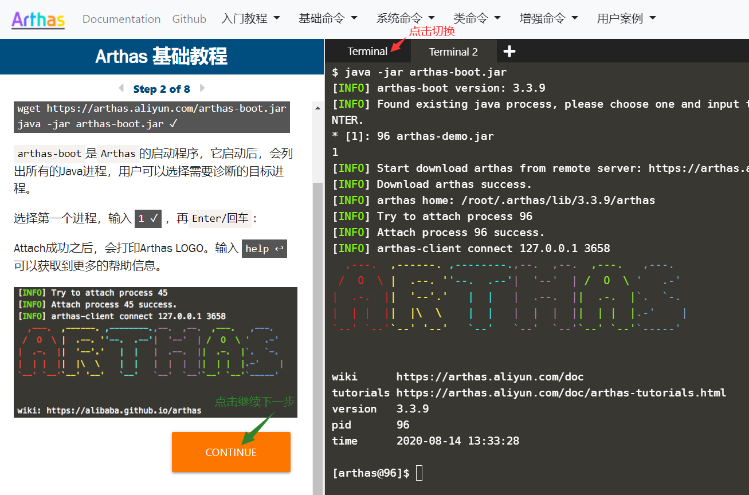 Arthas Documentation Github 入门教程 基础命令 系统命令 类命令 增强命令 用户案例
点击切换
Arthas 基础教程
Step 2 of 8
wget https://arthas.aliyun.com/arthas-boot.jar
java -jar arthas-boot.jar ✓
arthas-boot 是 Arthas 的启动程序，它启动后，会列
出所有的Java进程，用户可以选择需要诊断的目标进
程。
选择第一个进程，输入 1 ✓ ，再 Enter/回车 ：
Attach成功之后，会打印Arthas LOGO。输入 help ↩
可以获取到更多的帮助信息。
[INFO] Try to attach process 45
[INFO] Attach process 45 success.
[INFO] arthas-client connect 127.0.0.1 3658
ARTHAS
wiki: https://alibaba.github.io/arthas
点击继续下一步
CONTINUE
Terminal Terminal 2 +
$ java -jar arthas-boot.jar
[INFO] arthas-boot version: 3.3.9
[INFO] Found existing java process, please choose one and input t
NTER.
* [1]: 96 arthas-demo.jar
1
[INFO] Start download arthas from remote server: https://arthas.a
[INFO] Download arthas success.
[INFO] arthas home: /root/.arthas/lib/3.3.9/arthas
[INFO] Try to attach process 96
[INFO] Attach process 96 success.
[INFO] arthas-client connect 127.0.0.1 3658
ARTHAS
wiki https://arthas.aliyun.com/doc
tutorials https://arthas.aliyun.com/doc/arthas-tutorials.html
version 3.3.9
pid 96
time 2020-08-14 13:33:28
[arthas@96]$